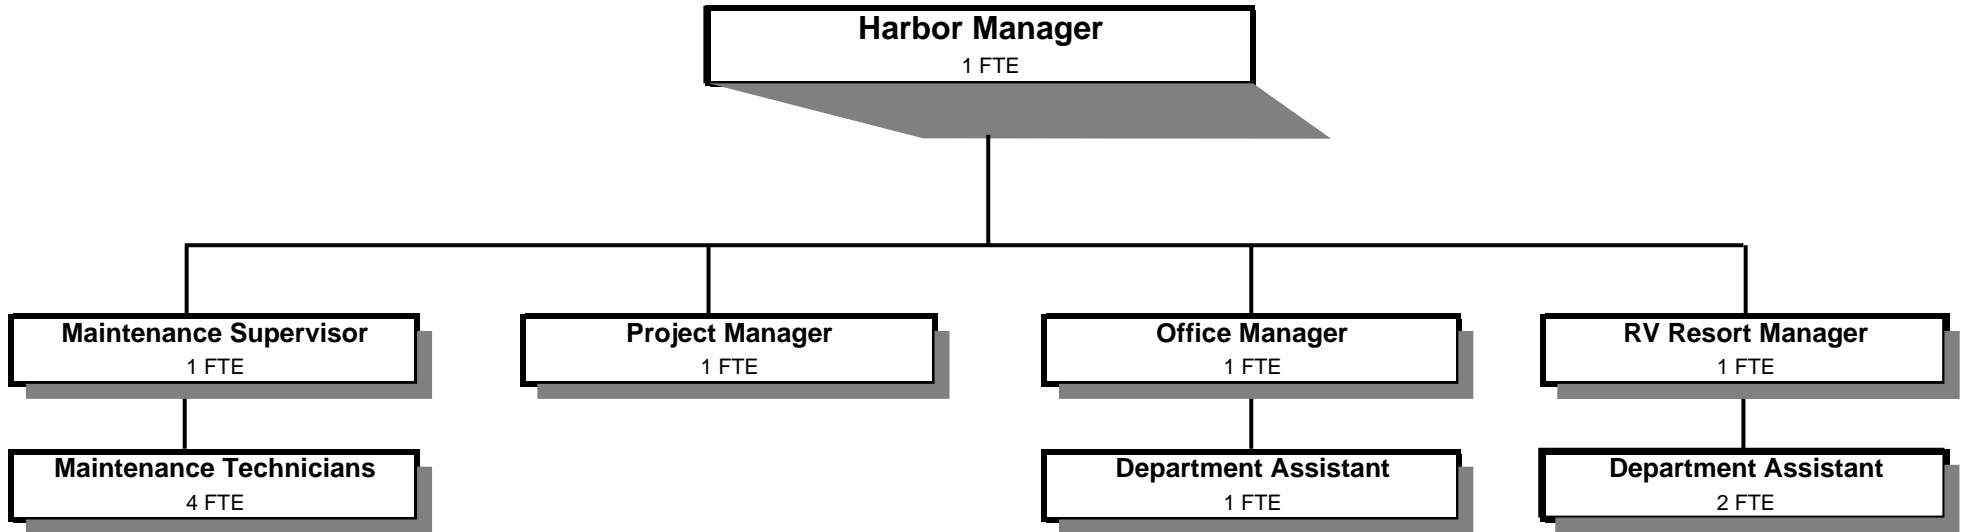 Harbor Manager
1 FTE
Maintenance Supervisor
1 FTE
Project Manager
1 FTE
Office Manager
1 FTE
RV Resort Manager
1 FTE
Maintenance Technicians
4 FTE
Department Assistant
1 FTE
Department Assistant
2 FTE